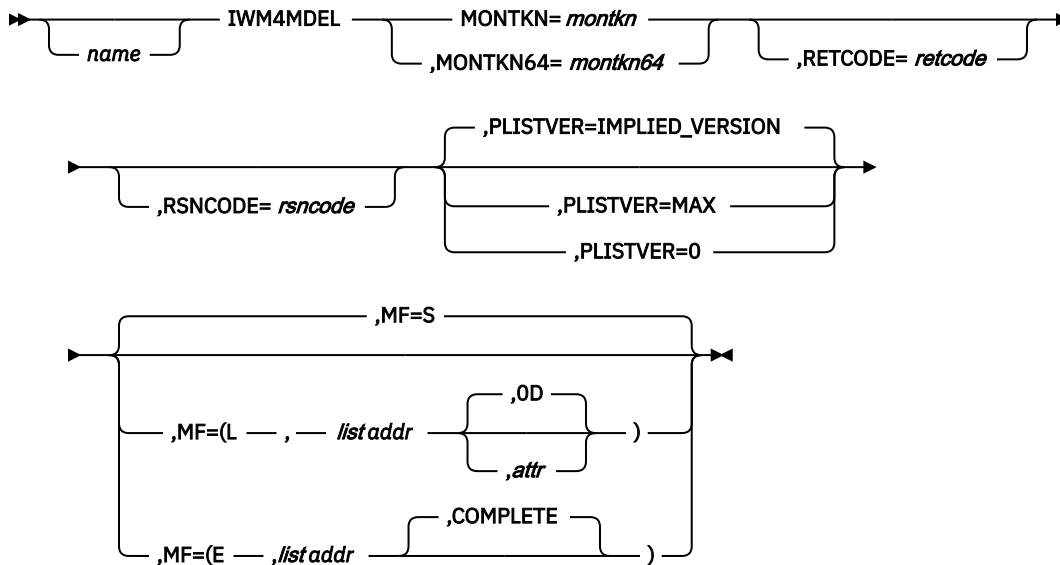 IWM4MDEL MONTKN= montkn
name ,MONTKN64= montkn64 ,RETCODE= retcode
,PLISTVER=IMPLIED_VERSION
,RSNCODE= rsncode ,PLISTVER=MAX
,PLISTVER=0
,MF=S
,0D
,MF=(L , list addr )
,attr
,COMPLETE
,MF=(E ,list addr )